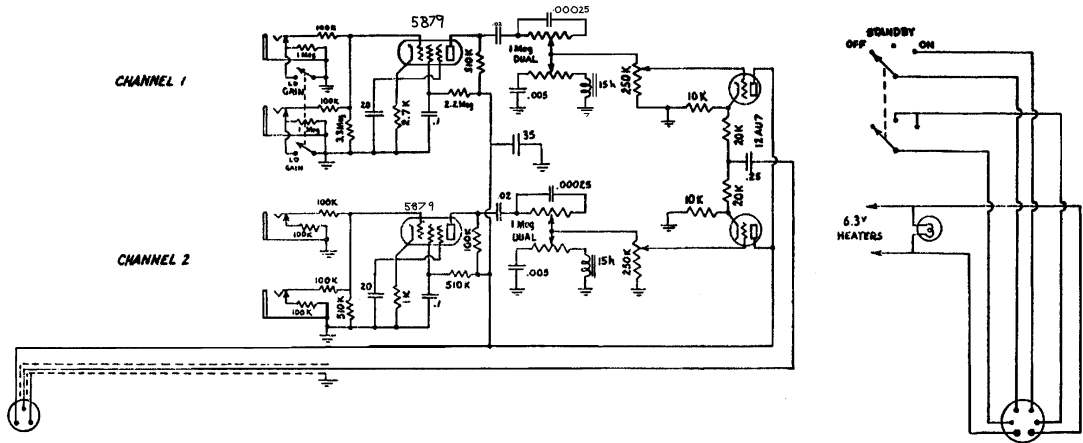 CHANNEL 1
100K
1 Meg
LO
GAIN
100K
1 Meg
LO
GAIN
3.3Meg
5879
20
2.7K
.1
2.2Meg
510K
.02
.00025
1 Meg
DUAL
.005
15h
250K
10K
20K
12AU7
.25
20K
10K
35
CHANNEL 2
100K
100K
100K
100K
510K
5879
20
1K
.1
510K
100K
.02
.00025
1 Meg
DUAL
.005
15h
250K
STANDBY
OFF
ON
6.3V
HEATERS